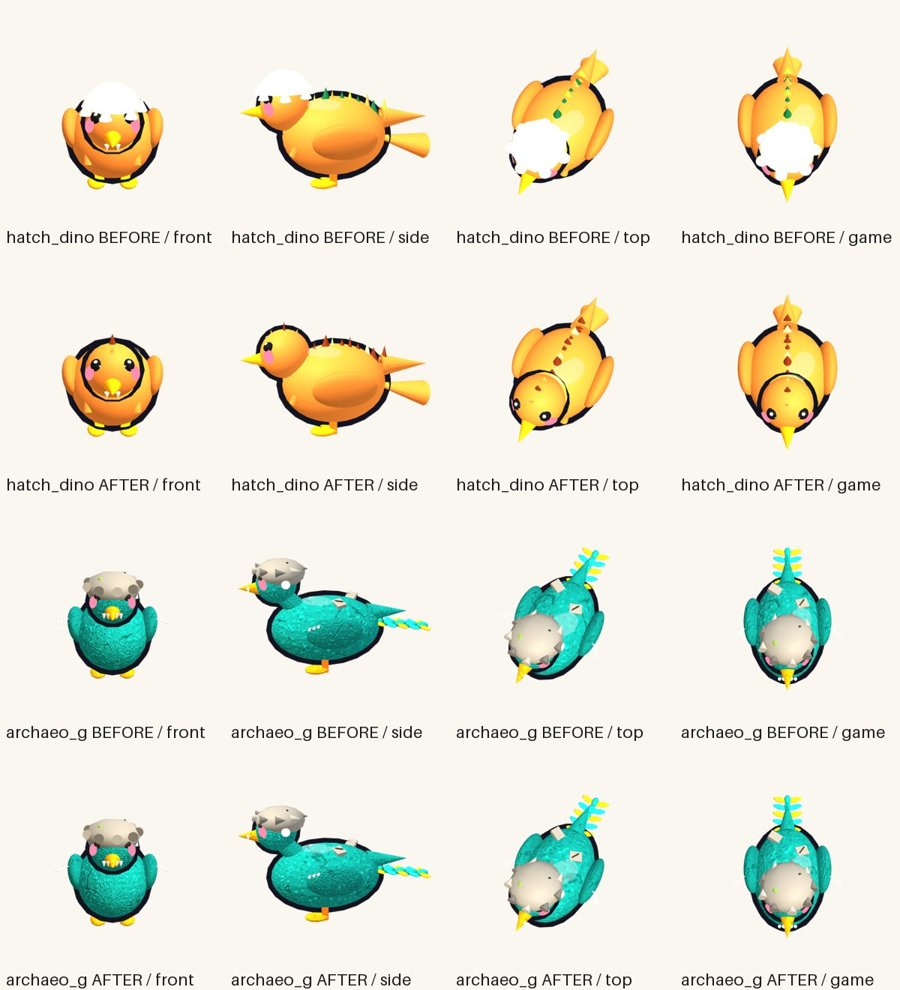 hatch_dino BEFORE / front
hatch_dino BEFORE / side
hatch_dino BEFORE / top
hatch_dino BEFORE / game
hatch_dino AFTER / front
hatch_dino AFTER / side
hatch_dino AFTER / top
hatch_dino AFTER / game
archaeo_g BEFORE / front
archaeo_g BEFORE / side
archaeo_g BEFORE / top
archaeo_g BEFORE / game
archaeo_g AFTER / front
archaeo_g AFTER / side
archaeo_g AFTER / top
archaeo_g AFTER / game